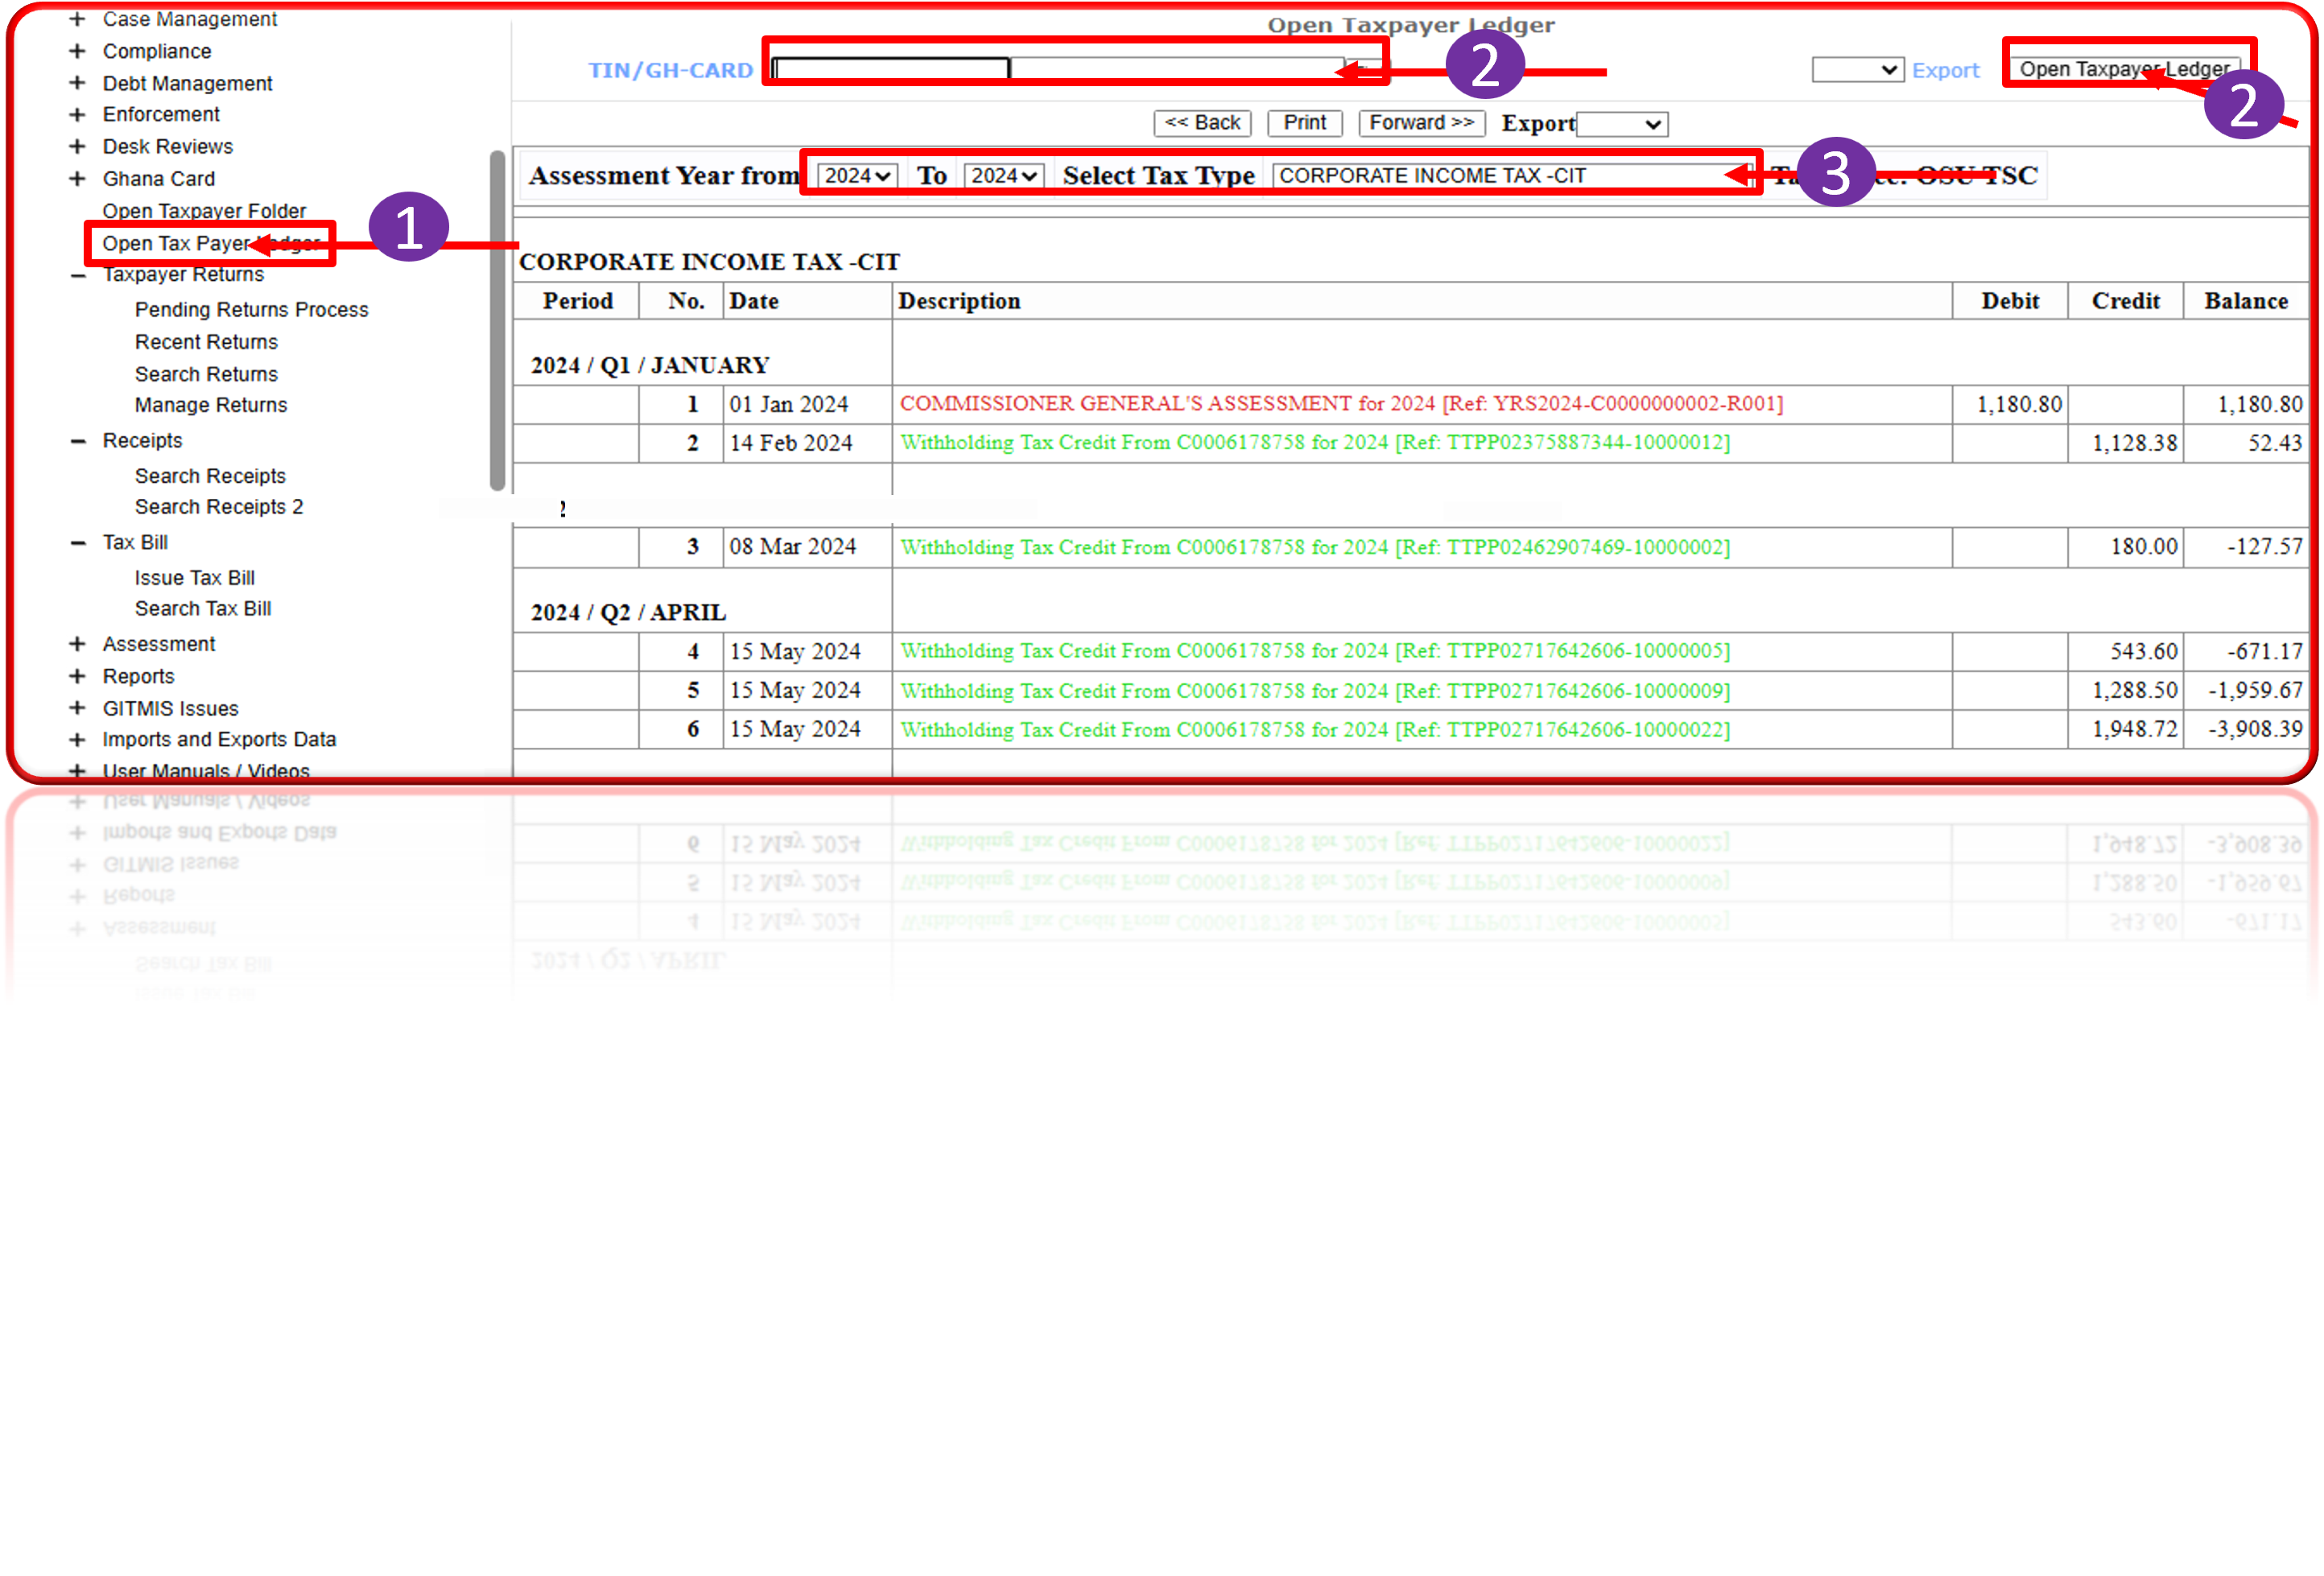 Case Management
Compliance
Debt Management
Enforcement
Desk Reviews
Ghana Card
Open Taxpayer Folder
Open Tax Payer Ledger
Taxpayer Returns
Pending Returns Process
Recent Returns
Search Returns
Manage Returns
Receipts
Search Receipts
Search Receipts 2
Tax Bill
Issue Tax Bill
Search Tax Bill
Assessment
Reports
GITMIS Issues
Imports and Exports Data
User Manuals / Videos
1
Open Taxpayer Ledger
TIN/GH-CARD
2
Export
Open Taxpayer Ledger
2
<< Back Print Forward >> Export
Assessment Year from 2024 To 2024 Select Tax Type CORPORATE INCOME TAX -CIT
3
OSU TSC
CORPORATE INCOME TAX -CIT
Period No. Date Description Debit Credit Balance
2024 / Q1 / JANUARY
1 01 Jan 2024 COMMISSIONER GENERAL'S ASSESSMENT for 2024 [Ref: YRS2024-C0000000002-R001] 1,180.80 1,180.80
2 14 Feb 2024 Withholding Tax Credit From C0006178758 for 2024 [Ref: TTPP02375887344-10000012] 1,128.38 52.43
3 08 Mar 2024 Withholding Tax Credit From C0006178758 for 2024 [Ref: TTPP02462907469-10000002] 180.00 -127.57
2024 / Q2 / APRIL
4 15 May 2024 Withholding Tax Credit From C0006178758 for 2024 [Ref: TTPP02717642606-10000005] 543.60 -671.17
5 15 May 2024 Withholding Tax Credit From C0006178758 for 2024 [Ref: TTPP02717642606-10000009] 1,288.50 -1,959.67
6 15 May 2024 Withholding Tax Credit From C0006178758 for 2024 [Ref: TTPP02717642606-10000022] 1,948.72 -3,908.39